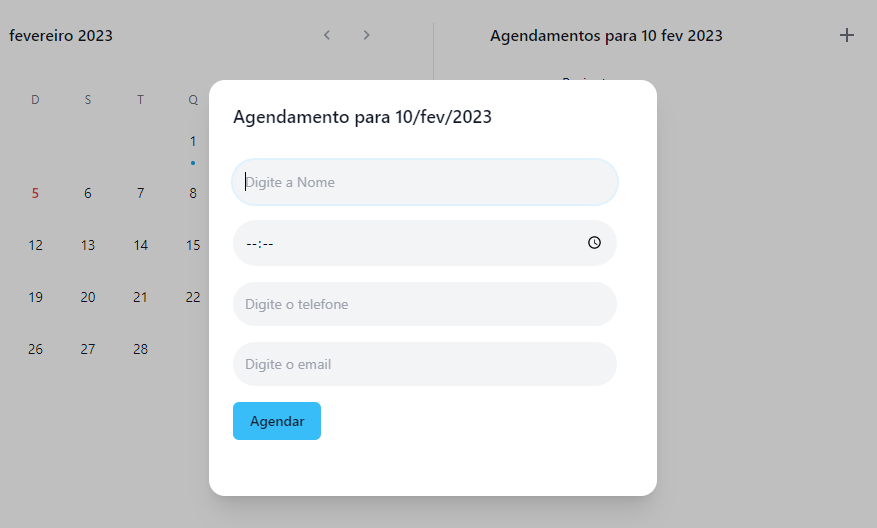 fevereiro 2023
Agendamentos para 10 fev 2023
D S T Q
1
5 6 7 8
12 13 14 15
19 20 21 22
26 27 28
Agendamento para 10/fev/2023
Digite a Nome
--:--
Digite o telefone
Digite o email
Agendar